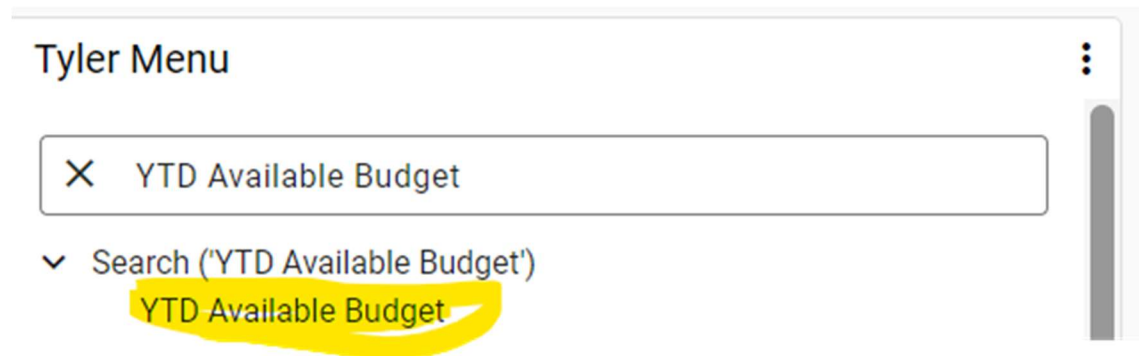 Tyler Menu
YTD Available Budget
Search ('YTD Available Budget')
YTD Available Budget